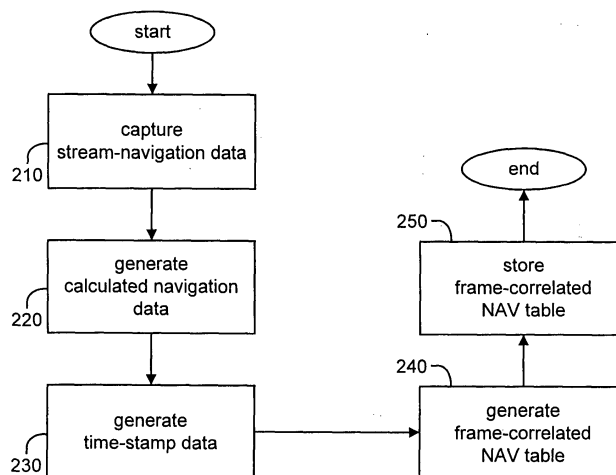 start
capture
stream-navigation data
210
generate
calculated navigation
data
220
generate
time-stamp data
230
240
generate
frame-correlated
NAV table
250
store
frame-correlated
NAV table
end